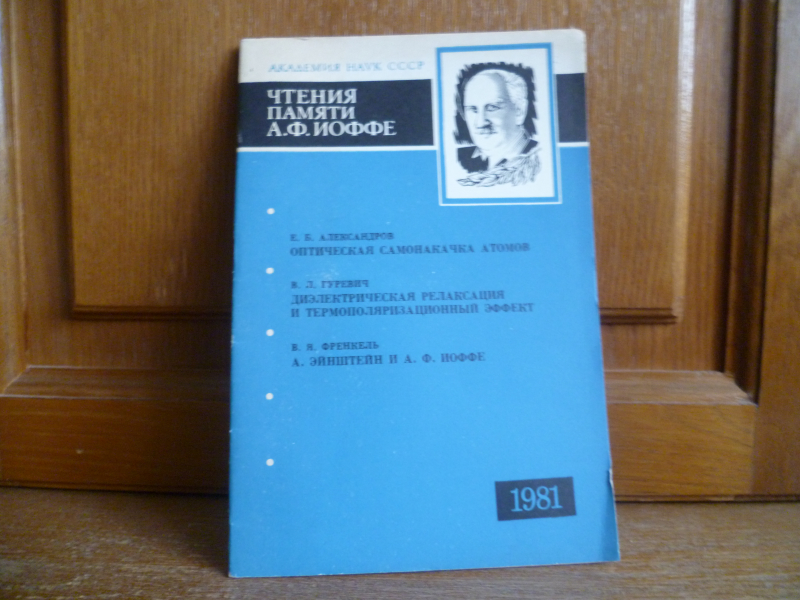 АКАДЕМИЯ НАУК СССР
ЧТЕНИЯ
ПАМЯТИ
А.Ф. ИОФФЕ
Е. Б. АЛЕКСАНДРОВ
ОПТИЧЕСКАЯ САМОНАКАЧКА АТОМОВ
В. Л. ГУРЕВИЧ
ДИЭЛЕКТРИЧЕСКАЯ РЕЛАКСАЦИЯ
И ТЕРМОПОЛЯРИЗАЦИОННЫЙ ЭФФЕКТ
В. Я. ФРЕНКЕЛЬ
А. ЭЙНШТЕЙН И А. Ф. ИОФФЕ
1981